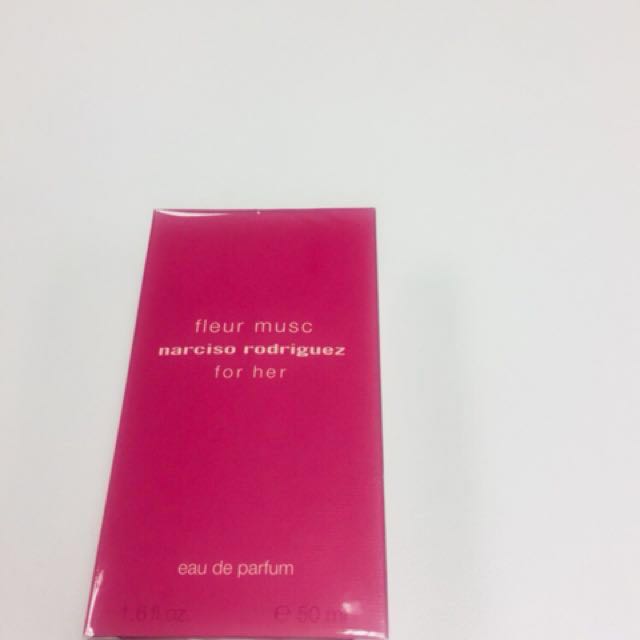 fleur musc
narciso rodriguez
for her
eau de parfum
1.6 fl.oz. ℮ 50 ml